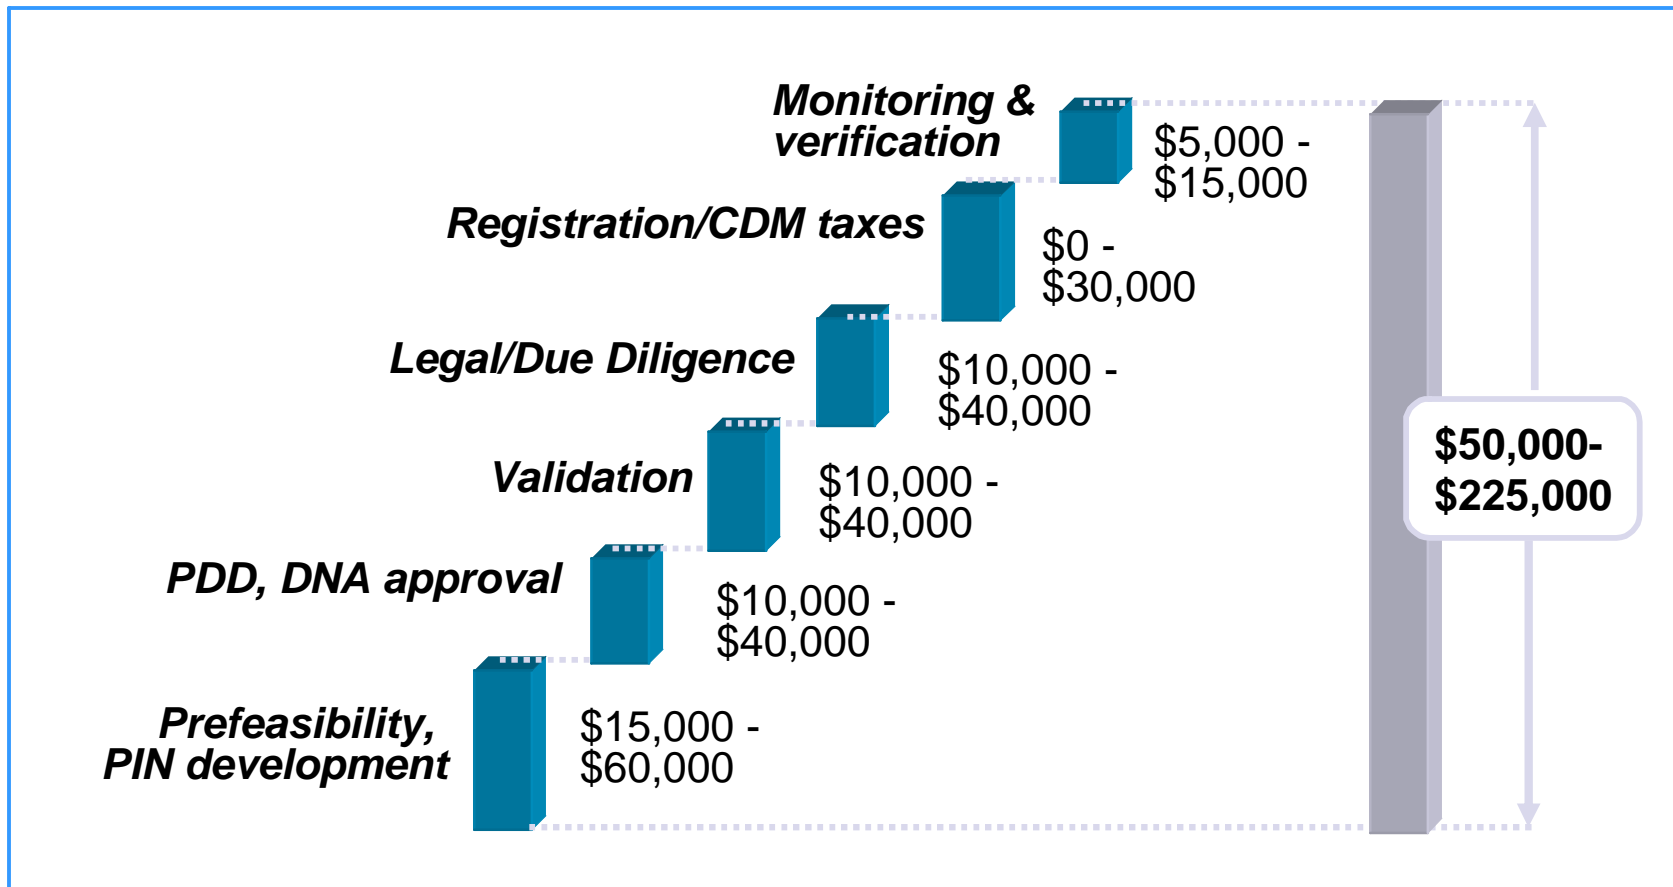 Monitoring &
verification
$5,000 -
$15,000
Registration/CDM taxes
$0 -
$30,000
Legal/Due Diligence
$10,000 -
$40,000
$50,000-
$225,000
Validation
$10,000 -
$40,000
PDD, DNA approval
$10,000 -
$40,000
Prefeasibility,
PIN development
$15,000 -
$60,000